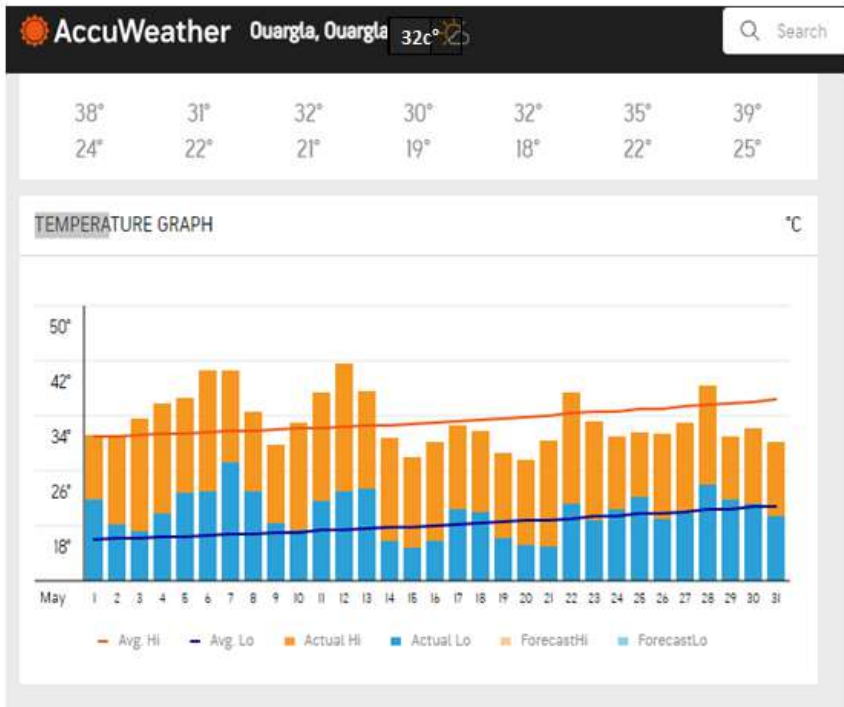 AccuWeather Ouargla, Ouargla 32c° Search
38° 31° 32° 30° 32° 35° 39°
24° 22° 21° 19° 18° 22° 25°
TEMPERATURE GRAPH °C
50°
42°
34°
26°
18°
May 1 2 3 4 5 6 7 8 9 10 11 12 13 14 15 16 17 18 19 20 21 22 23 24 25 26 27 28 29 30 31
Avg. Hi Avg. Lo Actual Hi Actual Lo ForecastHi ForecastLo